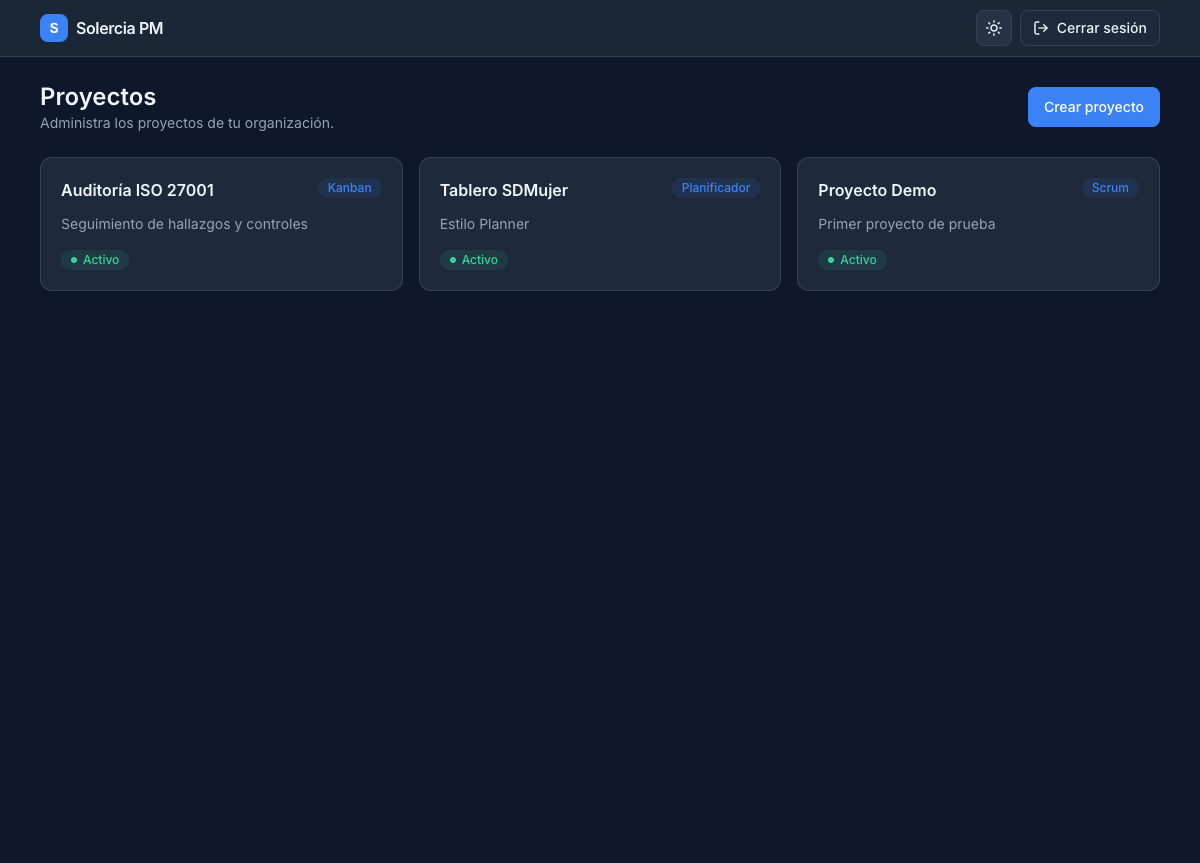 S Solercia PM
Cerrar sesión
Proyectos
Administra los proyectos de tu organización.
Crear proyecto
Auditoría ISO 27001
Kanban
Seguimiento de hallazgos y controles
Activo
Tablero SDMujer
Planificador
Estilo Planner
Activo
Proyecto Demo
Scrum
Primer proyecto de prueba
Activo